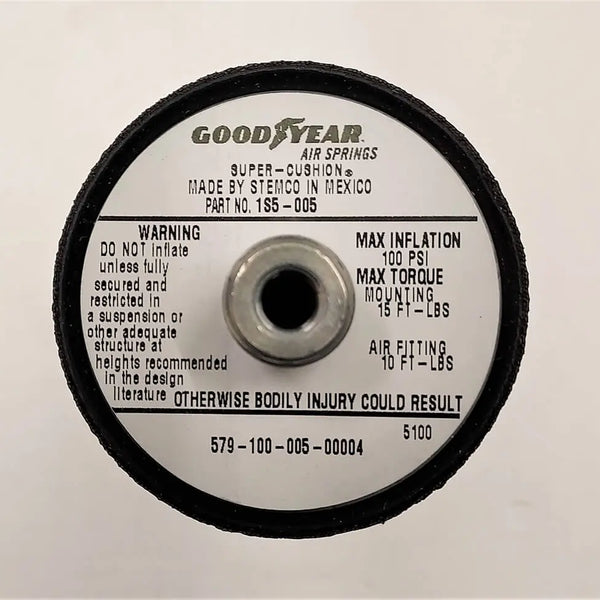 GOODYEAR
AIR SPRINGS
SUPER-CUSHION®
MADE BY STEMCO IN MEXICO
PART NO. 1S5-005
WARNING
DO NOT inflate
unless fully
secured and
restricted in
a suspension or
other adequate
structure at
heights recommended
in the design
literature OTHERWISE BODILY INJURY COULD RESULT
MAX INFLATION
100 PSI
MAX TORQUE
MOUNTING
15 FT-LBS
AIR FITTING
10 FT-LBS
5100
579-100-005-00004